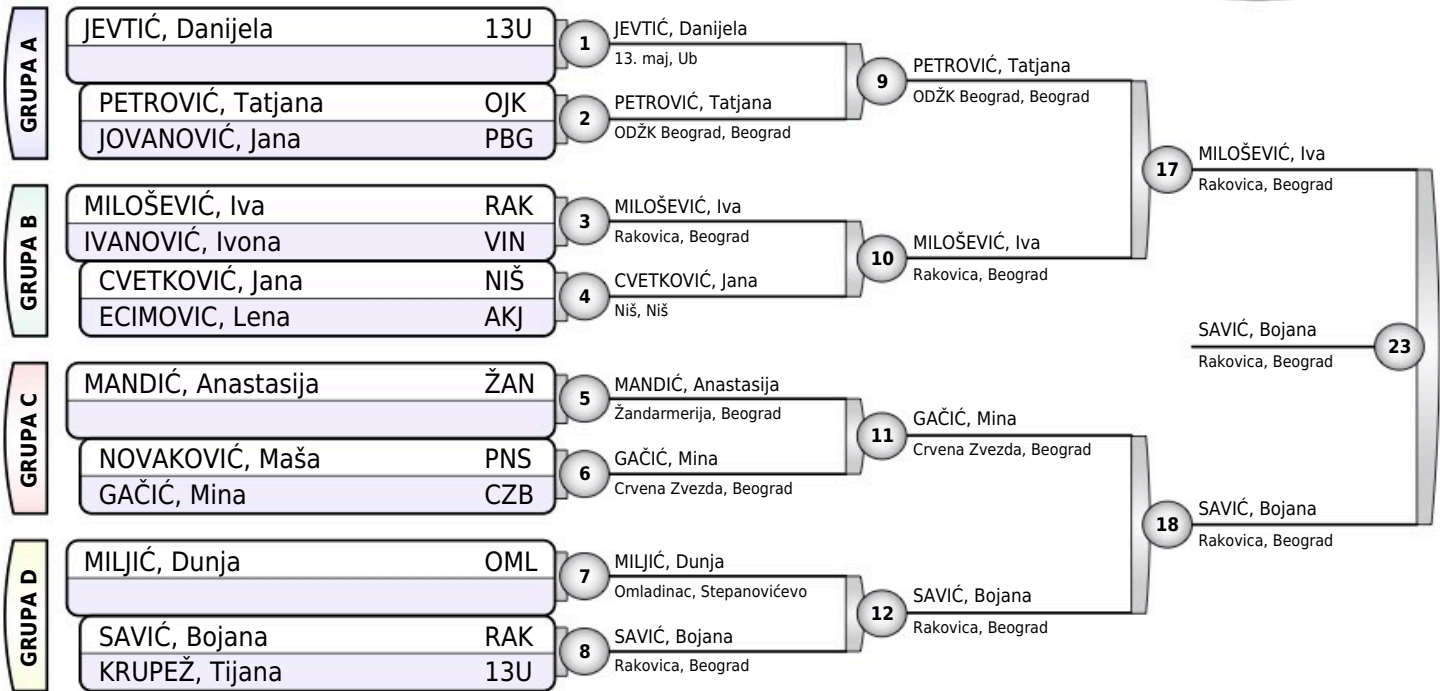 GRUPA A
JEVTIĆ, Danijela 13U
PETROVIĆ, Tatjana OJK
JOVANOVIĆ, Jana PBG
GRUPA B
MILOŠEVIĆ, Iva RAK
IVANOVIĆ, Ivona VIN
CVETKOVIĆ, Jana NIŠ
ECIMOVIC, Lena AKJ
GRUPA C
MANDIĆ, Anastasija ŽAN
NOVAKOVIĆ, Maša PNS
GAČIĆ, Mina CZB
GRUPA D
MILJIĆ, Dunja OML
SAVIĆ, Bojana RAK
KRUPEŽ, Tijana 13U
1
JEVTIĆ, Danijela
13. maj, Ub
2
PETROVIĆ, Tatjana
ODŽK Beograd, Beograd
3
MILOŠEVIĆ, Iva
Rakovica, Beograd
4
CVETKOVIĆ, Jana
Niš, Niš
5
MANDIĆ, Anastasija
Žandarmerija, Beograd
6
GAČIĆ, Mina
Crvena Zvezda, Beograd
7
MILJIĆ, Dunja
Omladinac, Stepanovićevo
8
SAVIĆ, Bojana
Rakovica, Beograd
9
PETROVIĆ, Tatjana
ODŽK Beograd, Beograd
10
MILOŠEVIĆ, Iva
Rakovica, Beograd
11
GAČIĆ, Mina
Crvena Zvezda, Beograd
12
SAVIĆ, Bojana
Rakovica, Beograd
17
MILOŠEVIĆ, Iva
Rakovica, Beograd
18
SAVIĆ, Bojana
Rakovica, Beograd
SAVIĆ, Bojana
Rakovica, Beograd
23